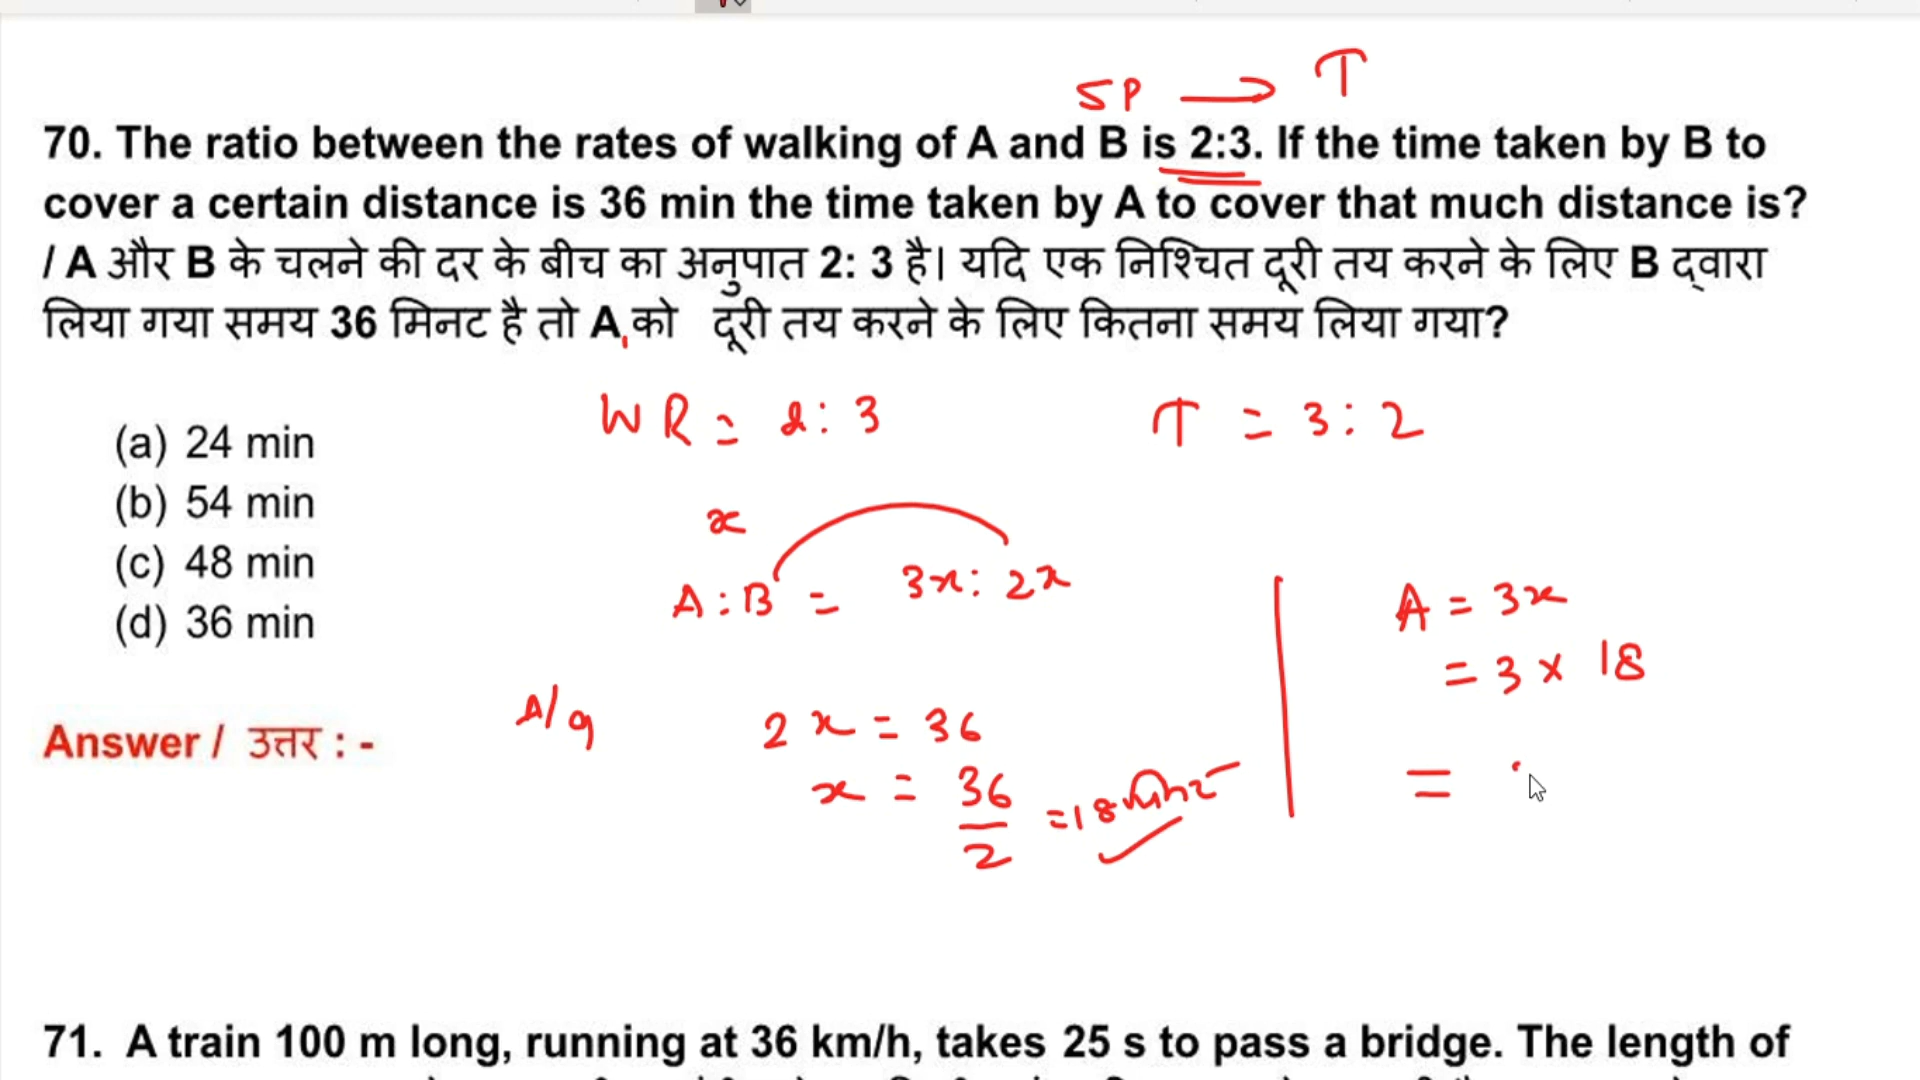 SP → T
70. The ratio between the rates of walking of A and B is 2:3. If the time taken by B to
cover a certain distance is 36 min the time taken by A to cover that much distance is?
/ A और B के चलने की दर के बीच का अनुपात 2: 3 है। यदि एक निश्चित दूरी तय करने के लिए B द्वारा
लिया गया समय 36 मिनट है तो A को दूरी तय करने के लिए कितना समय लिया गया?
WR = 2 : 3 T = 3 : 2
(a) 24 min
(b) 54 min
(c) 48 min
(d) 36 min
x
A : B = 3x : 2x
A/q
2x = 36
x = 36/2 = 18 मिनट
A = 3x
= 3 × 18
=
Answer / उत्तर : -
71. A train 100 m long, running at 36 km/h, takes 25 s to pass a bridge. The length of